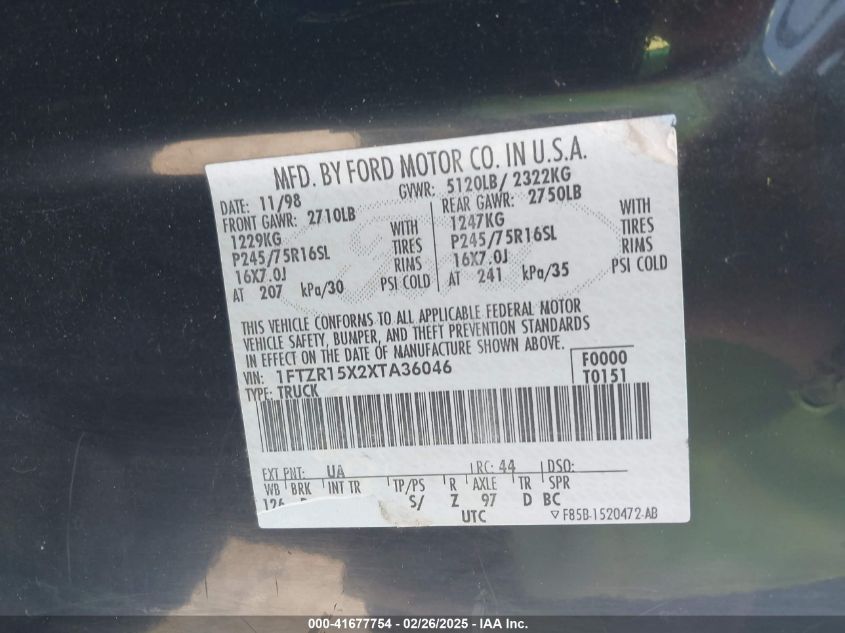 MFD. BY FORD MOTOR CO. IN U.S.A.
DATE: 11/98 GVWR: 5120LB/ 2322KG
FRONT GAWR: 2710LB REAR GAWR: 2750LB
1229KG WITH 1247KG WITH
P245/75R16SL TIRES P245/75R16SL TIRES
16X7.0J RIMS 16X7.0J RIMS
AT 207 kPa/30 PSI COLD AT 241 kPa/35 PSI COLD
THIS VEHICLE CONFORMS TO ALL APPLICABLE FEDERAL MOTOR
VEHICLE SAFETY, BUMPER, AND THEFT PREVENTION STANDARDS
IN EFFECT ON THE DATE OF MANUFACTURE SHOWN ABOVE.
VIN: 1FTZR15X2XTA36046 F0000
TYPE: TRUCK T0151
EXT PNT: UA RC: 44 DSO:
WB BRK INT TR TP/PS R AXLE TR SPR
126 S/ Z 97 D BC
UTC ▽ F85B-1520472-AB
000-41677754 - 02/26/2025 - IAA Inc.